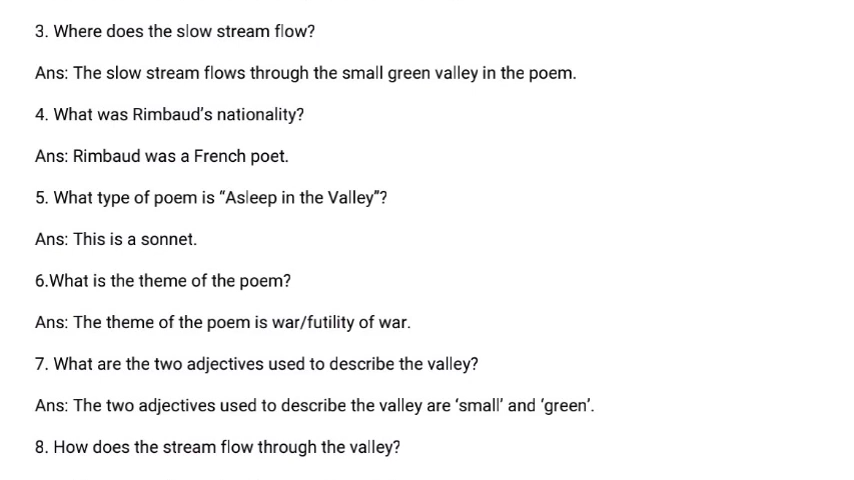 3. Where does the slow stream flow?
Ans: The slow stream flows through the small green valley in the poem.
4. What was Rimbaud's nationality?
Ans: Rimbaud was a French poet.
5. What type of poem is "Asleep in the Valley"?
Ans: This is a sonnet.
6.What is the theme of the poem?
Ans: The theme of the poem is war/futility of war.
7. What are the two adjectives used to describe the valley?
Ans: The two adjectives used to describe the valley are 'small' and 'green'.
8. How does the stream flow through the valley?